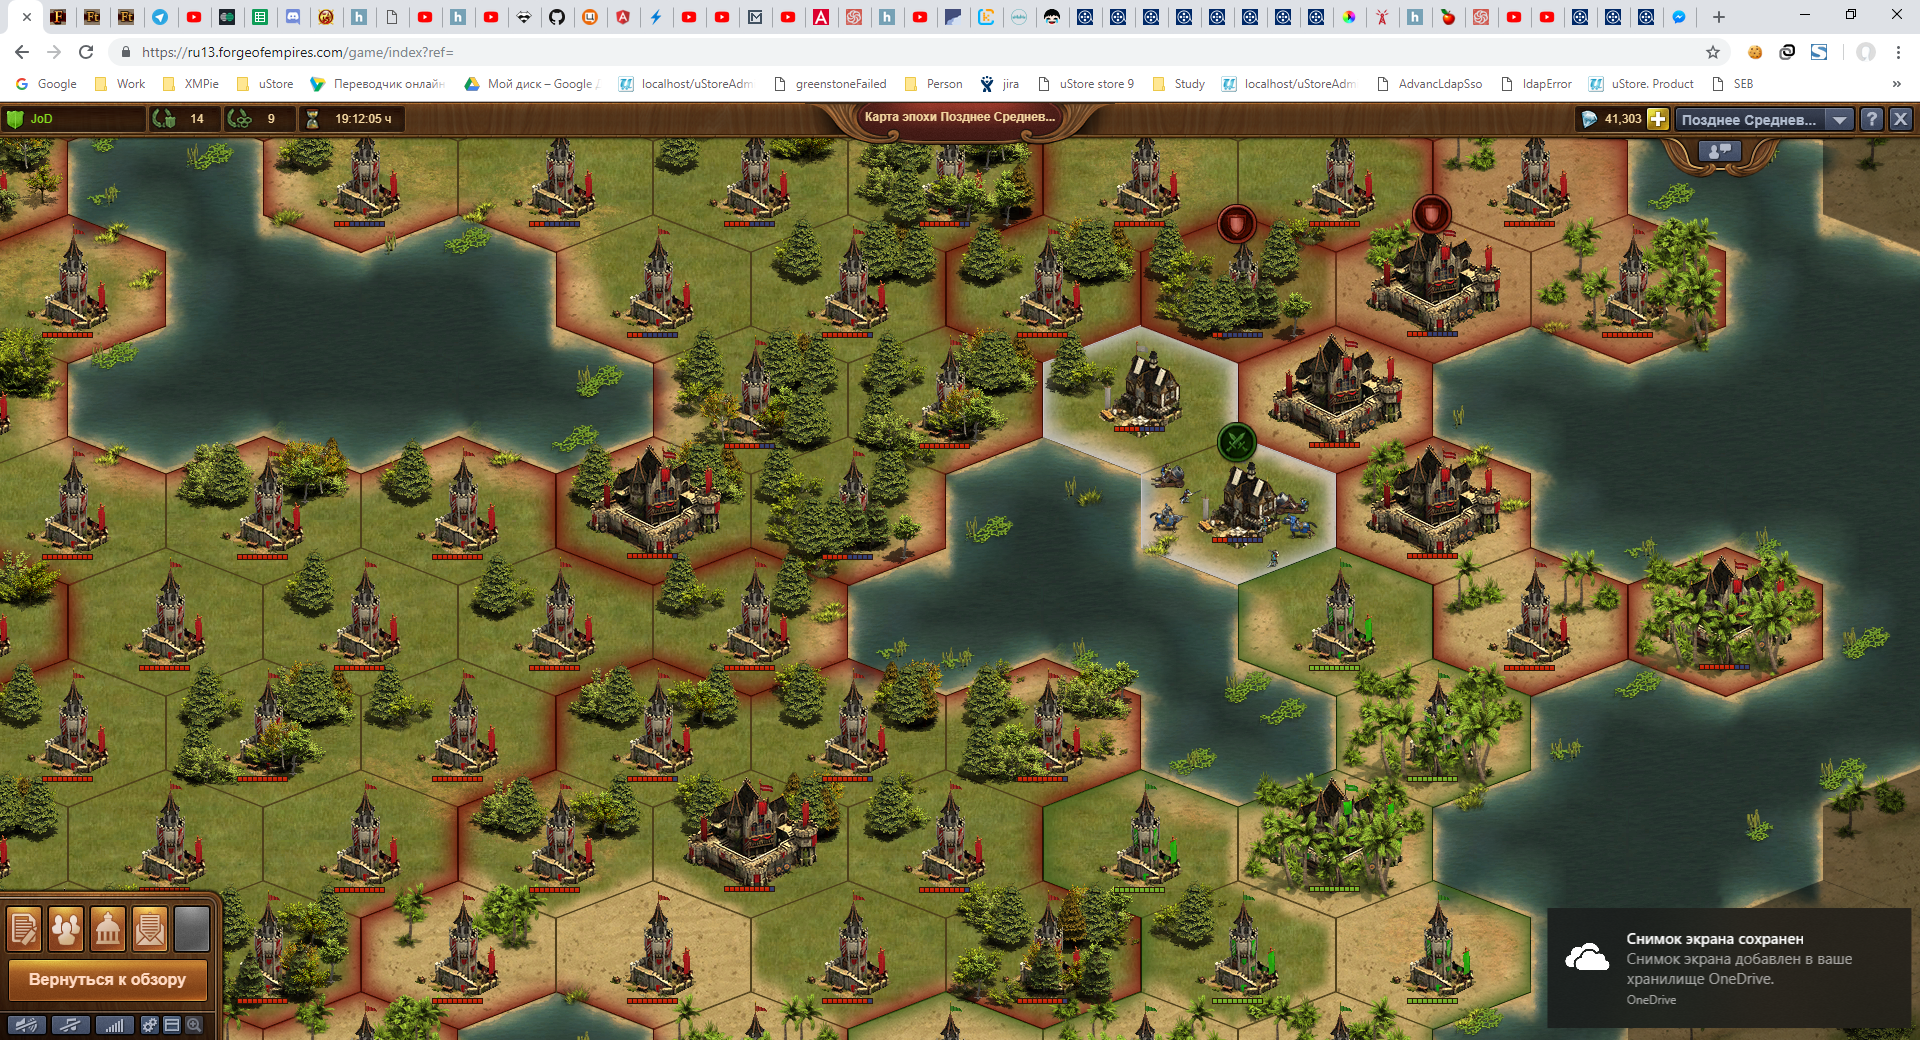 https://ru13.forgeofempires.com/game/index?ref=
Google
Work
XMPie
uStore
Переводчик онлайн
Мой диск – Google
localhost/uStoreAdm
greenstoneFailed
Person
jira
uStore store 9
Study
localhost/uStoreAdm
AdvancLdapSso
ldapError
uStore. Product
SEB
»
JoD
14
9
19:12:05 ч
Карта эпохи Позднее Среднев...
41,303
Позднее Среднев...
?
X
Вернуться к обзору
Снимок экрана сохранен
Снимок экрана добавлен в ваше
хранилище OneDrive.
OneDrive